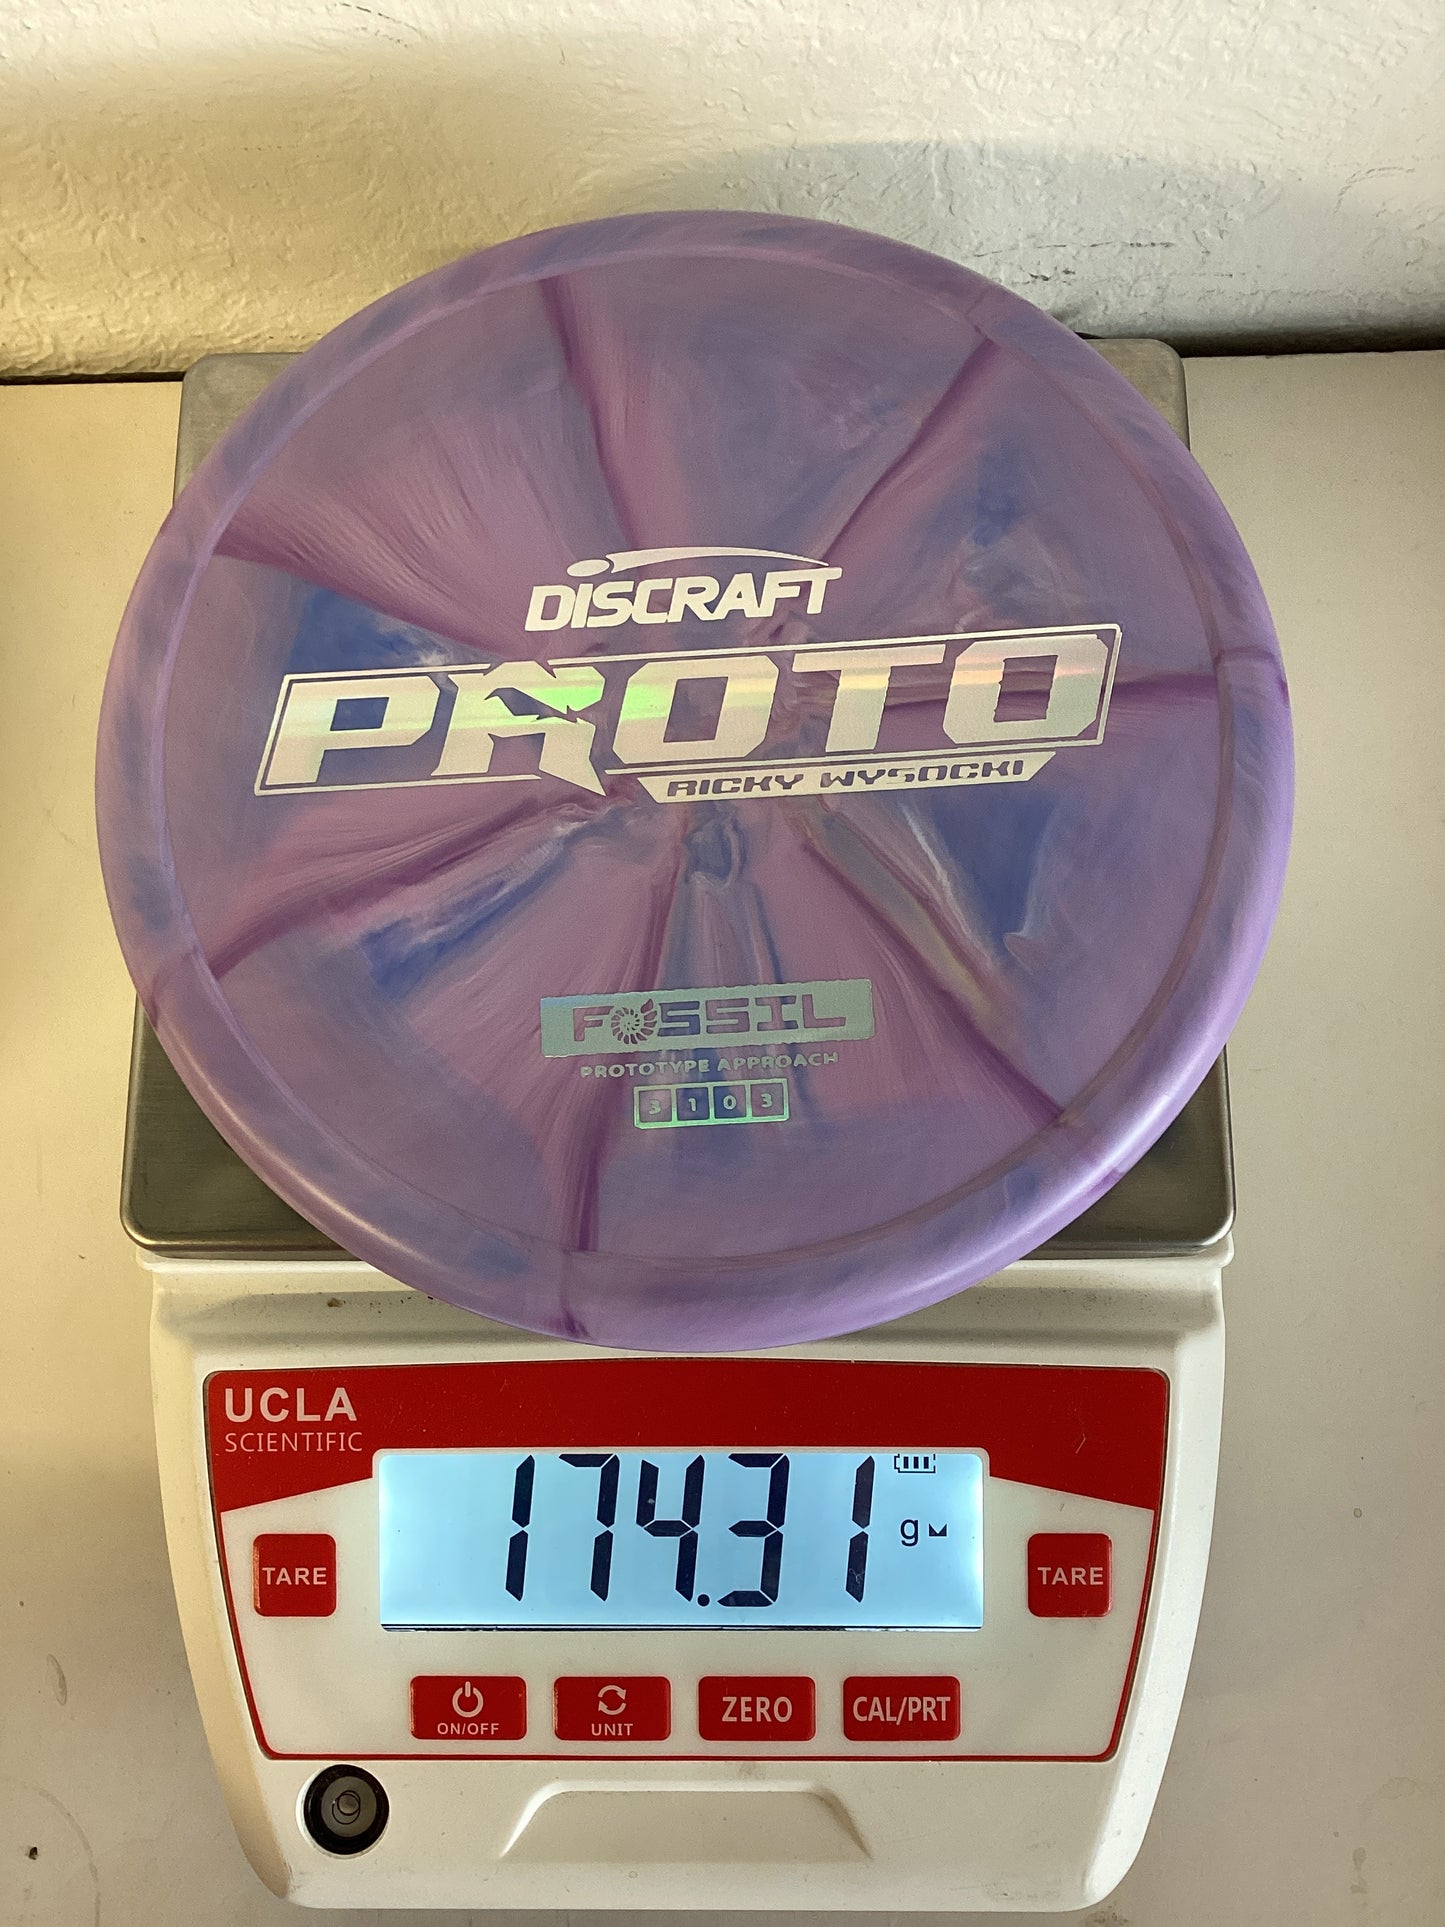 DISCRAFT
PROTO
RICKY WYSOCKI
FOSSIL
PROTOTYPE APPROACH
3 1 0 3
UCLA
SCIENTIFIC
174.31 g
TARE
TARE
ON/OFF
UNIT
ZERO
CAL/PRT